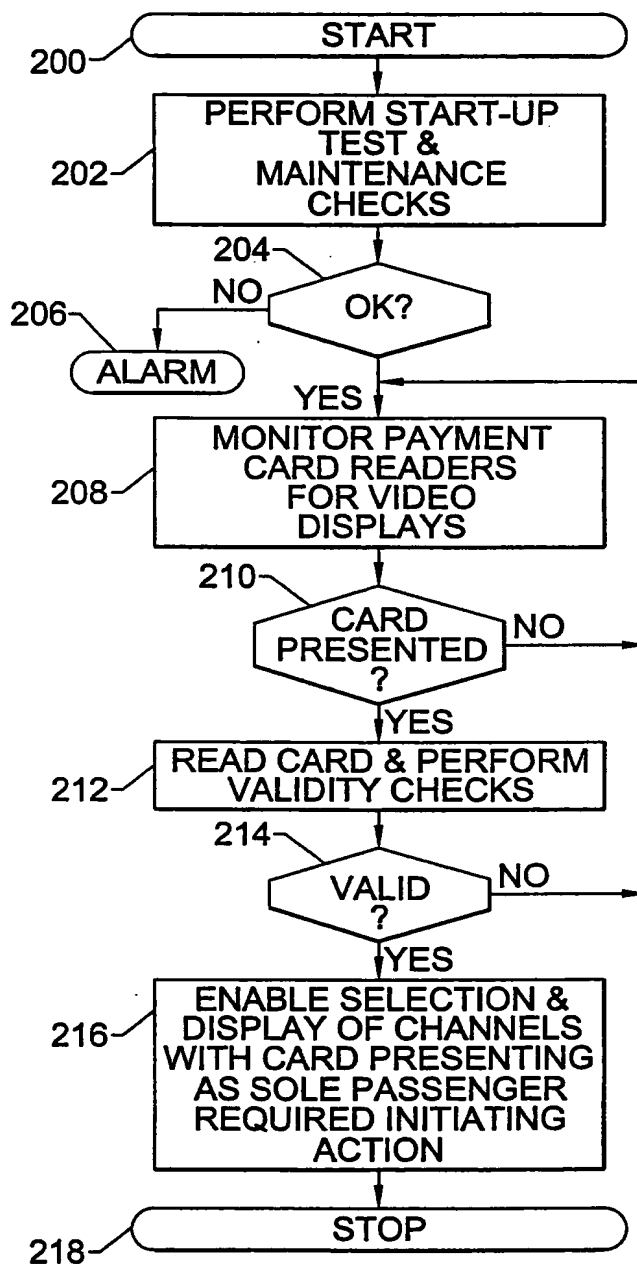 START
200
PERFORM START-UP
TEST &
MAINTENANCE
CHECKS
202
204
NO
OK?
206
ALARM
YES
MONITOR PAYMENT
CARD READERS
FOR VIDEO
DISPLAYS
208
210
CARD
PRESENTED
?
NO
YES
READ CARD & PERFORM
VALIDITY CHECKS
212
214
VALID
?
NO
YES
ENABLE SELECTION &
DISPLAY OF CHANNELS
WITH CARD PRESENTING
AS SOLE PASSENGER
REQUIRED INITIATING
ACTION
216
STOP
218